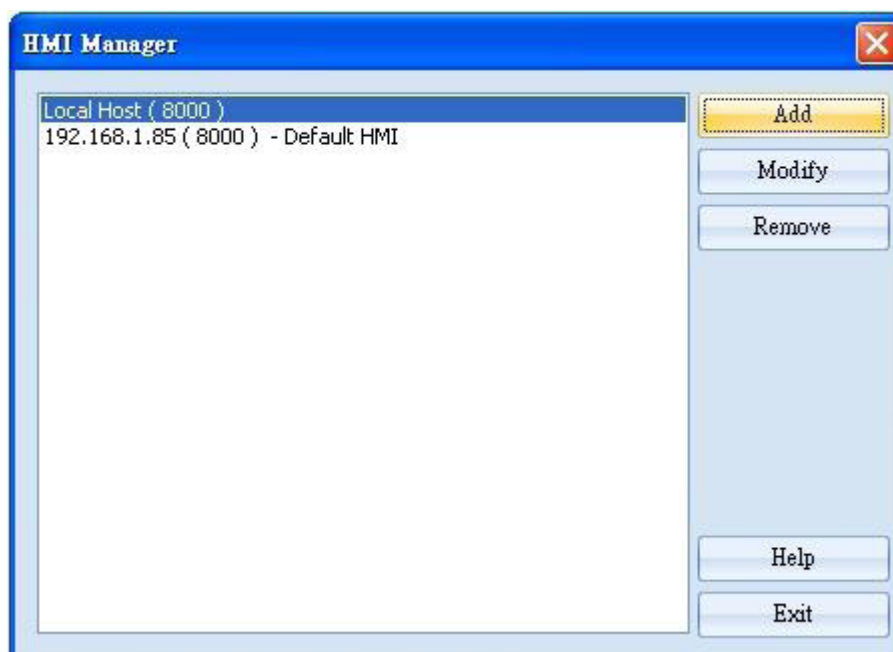 HMI Manager
Local Host ( 8000 )
192.168.1.85 ( 8000 ) - Default HMI
Add
Modify
Remove
Help
Exit